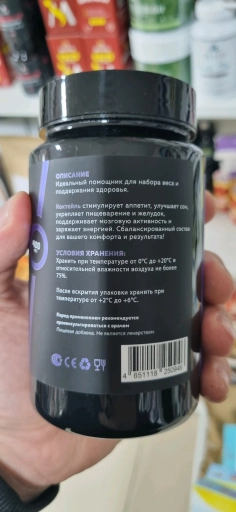 ОПИСАНИЕ
Идеальный помощник для набора веса и
поддержания здоровья.
Коктейль стимулирует аппетит, улучшает сон,
укрепляет пищеварение и желудок,
поддерживает мозговую активность и
заряжает энергией. Сбалансированный состав
для вашего комфорта и результата!
УСЛОВИЯ ХРАНЕНИЯ:
Хранить при температуре от 0°С до +20°С и
относительной влажности воздуха не более
75%.
После вскрытия упаковки хранить при
температуре от +2°С до +6°С.
Перед применением рекомендуется
проконсультироваться с врачом
Пищевая добавка. Не является лекарством
CE